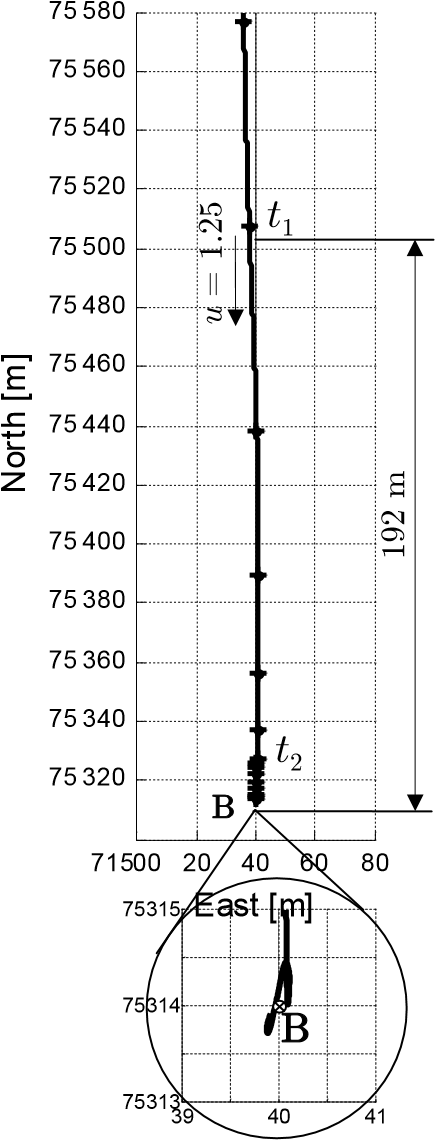 75 580
75 560
75 540
75 520
75 500
75 480
75 460
75 440
75 420
75 400
75 380
75 360
75 340
75 320
North [m]
t₁
u = 1.25
192 m
t₂
B
71500 20 40 60 80
East [m]
75315
75314
75313
B
39 40 41